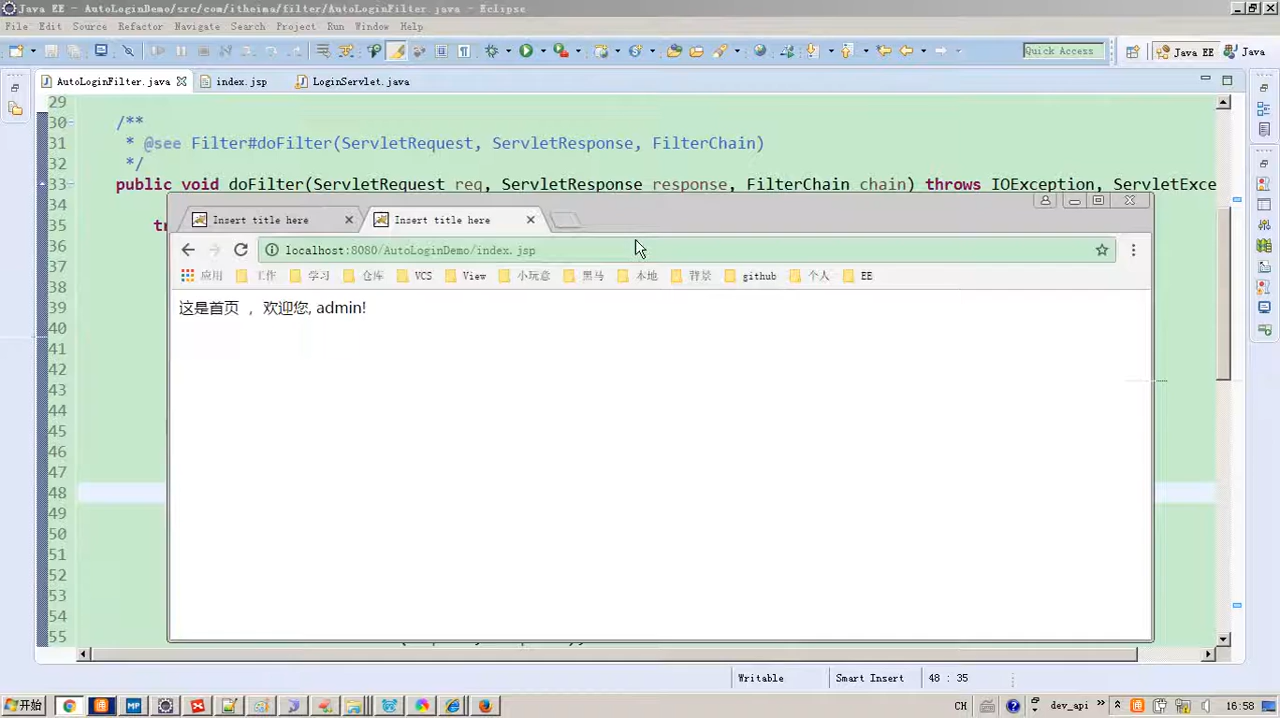 Java EE - AutoLoginDemo/src/com/itheima/filter/AutoLoginFilter.java - Eclipse
File Edit Source Refactor Navigate Search Project Run Window Help
Quick Access Java EE Java
AutoLoginFilter.java index.jsp LoginServlet.java
29
30 /**
31 * @see Filter#doFilter(ServletRequest, ServletResponse, FilterChain)
32 */
33 public void doFilter(ServletRequest req, ServletResponse response, FilterChain chain) throws IOException, ServletExce
34
Insert title here Insert title here
35 tr
36
localhost:8080/AutoLoginDemo/index.jsp
37
应用 工作 学习 仓库 VCS View 小玩意 黑马 本地 背景 github 个人 EE
38
39
这是首页 ， 欢迎您, admin!
40
41
42
43
44
45
46
47
48
49
50
51
52
53
54
55
Writable Smart Insert 48 : 35
开始 MP CH dev_api 16:58